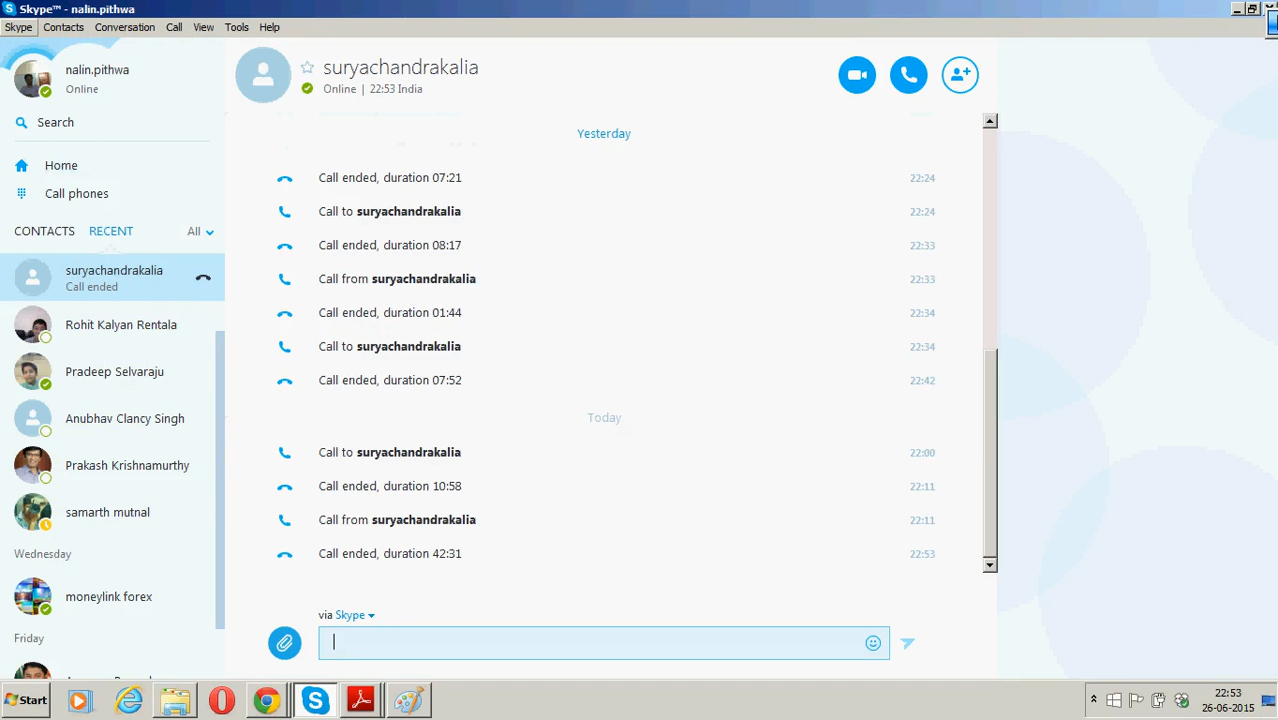 Skype™ - nalin.pithwa
Skype Contacts Conversation Call View Tools Help
nalin.pithwa
Online
Search
Home
Call phones
CONTACTS RECENT All
suryachandrakalia
Call ended
Rohit Kalyan Rentala
Pradeep Selvaraju
Anubhav Clancy Singh
Prakash Krishnamurthy
samarth mutnal
Wednesday
moneylink forex
Friday
suryachandrakalia
Online | 22:53 India
Yesterday
Call ended, duration 07:21 22:24
Call to suryachandrakalia 22:24
Call ended, duration 08:17 22:33
Call from suryachandrakalia 22:33
Call ended, duration 01:44 22:34
Call to suryachandrakalia 22:34
Call ended, duration 07:52 22:42
Today
Call to suryachandrakalia 22:00
Call ended, duration 10:58 22:11
Call from suryachandrakalia 22:11
Call ended, duration 42:31 22:53
via Skype
Start
22:53
26-06-2015